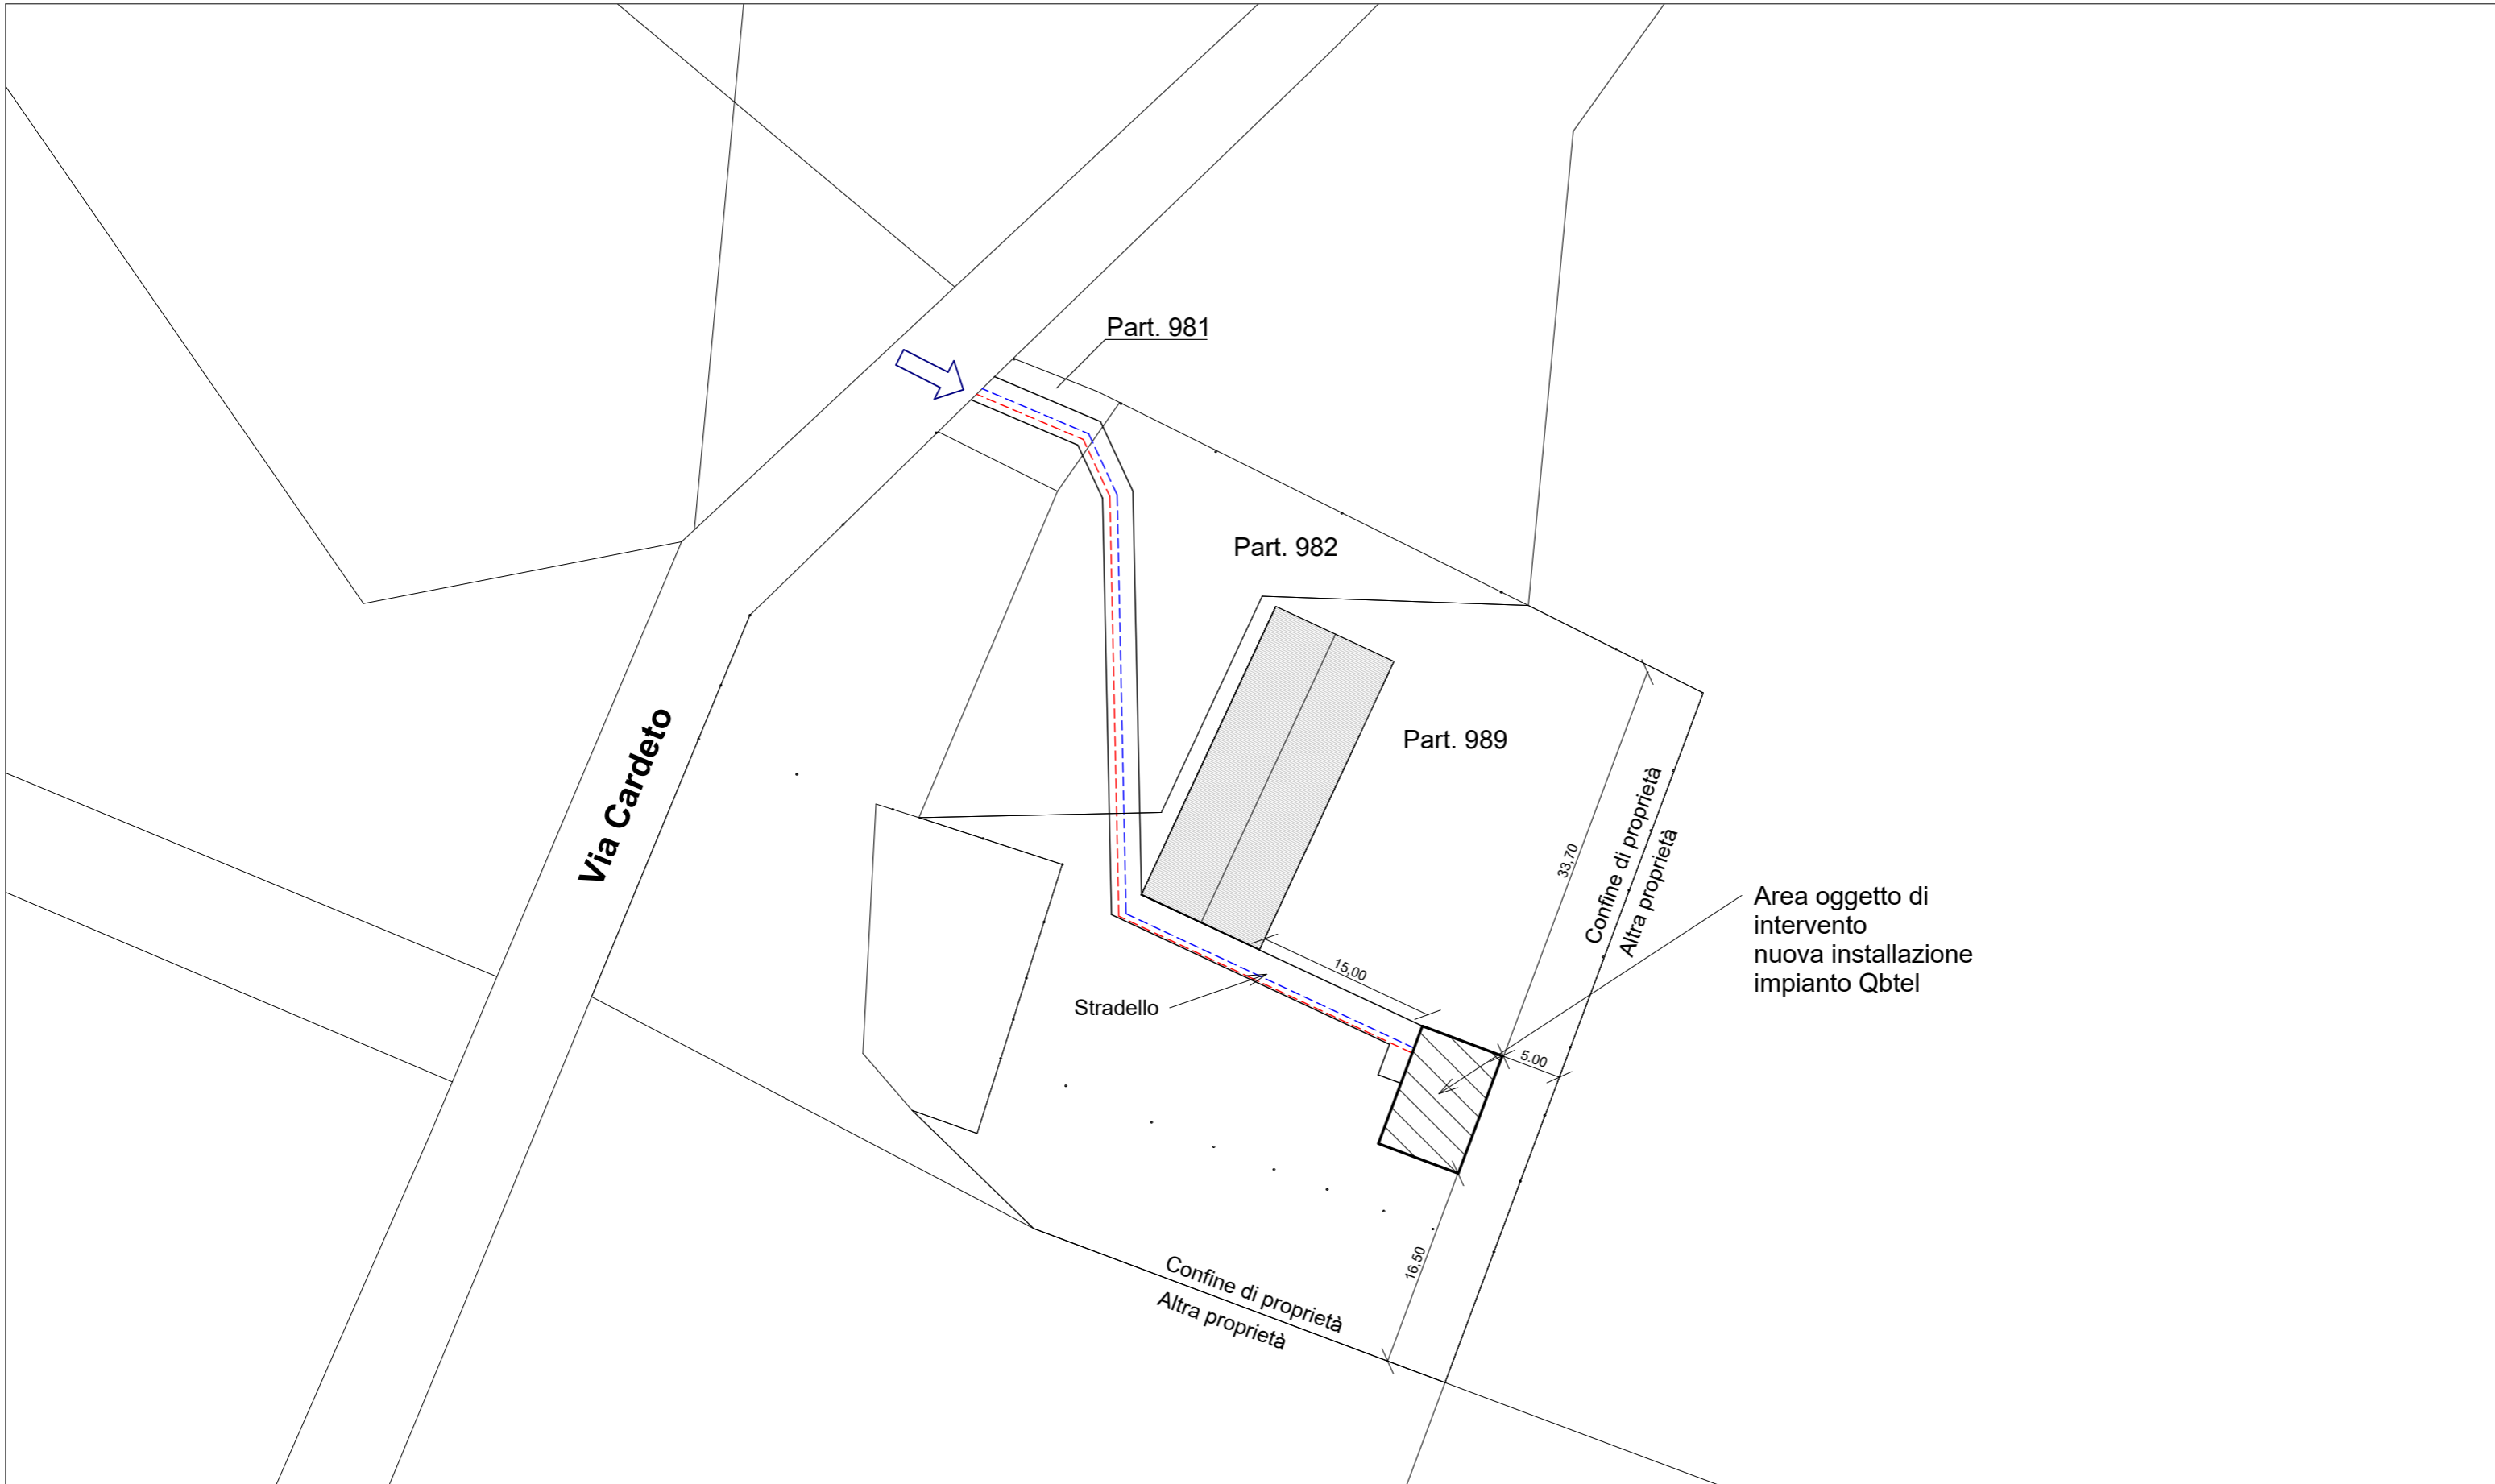 Part. 981
Part. 982
Via Cardeto
Part. 989
Confine di proprietà
Altra proprietà
33,70
Area oggetto di
intervento
nuova installazione
impianto Qbtel
15,00
Stradello
5.00
16,50
Confine di proprietà
Altra proprietà